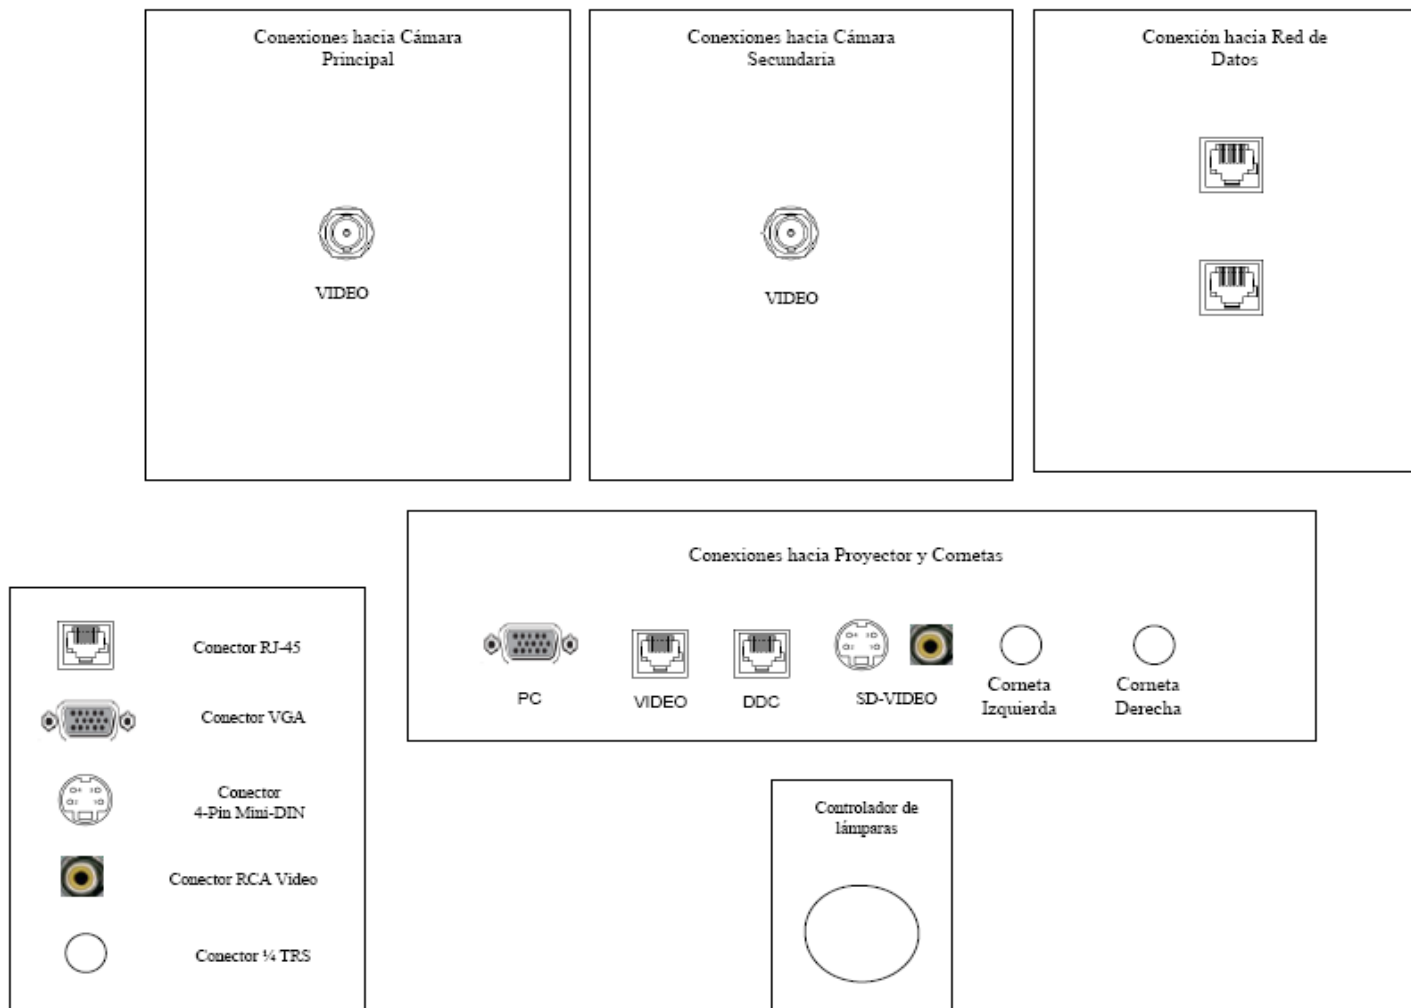 Conexiones hacia Cámara
Principal
Conexiones hacia Cámara
Secundaria
Conexión hacia Red de
Datos
VIDEO
VIDEO
Conexiones hacia Proyector y Cornetas
PC
VIDEO
DDC
SD-VIDEO
Corneta
Izquierda
Corneta
Derecha
Conector RJ-45
Conector VGA
Conector
4-Pin Mini-DIN
Conector RCA Video
Conector ¼ TRS
Controlador de
lámparas